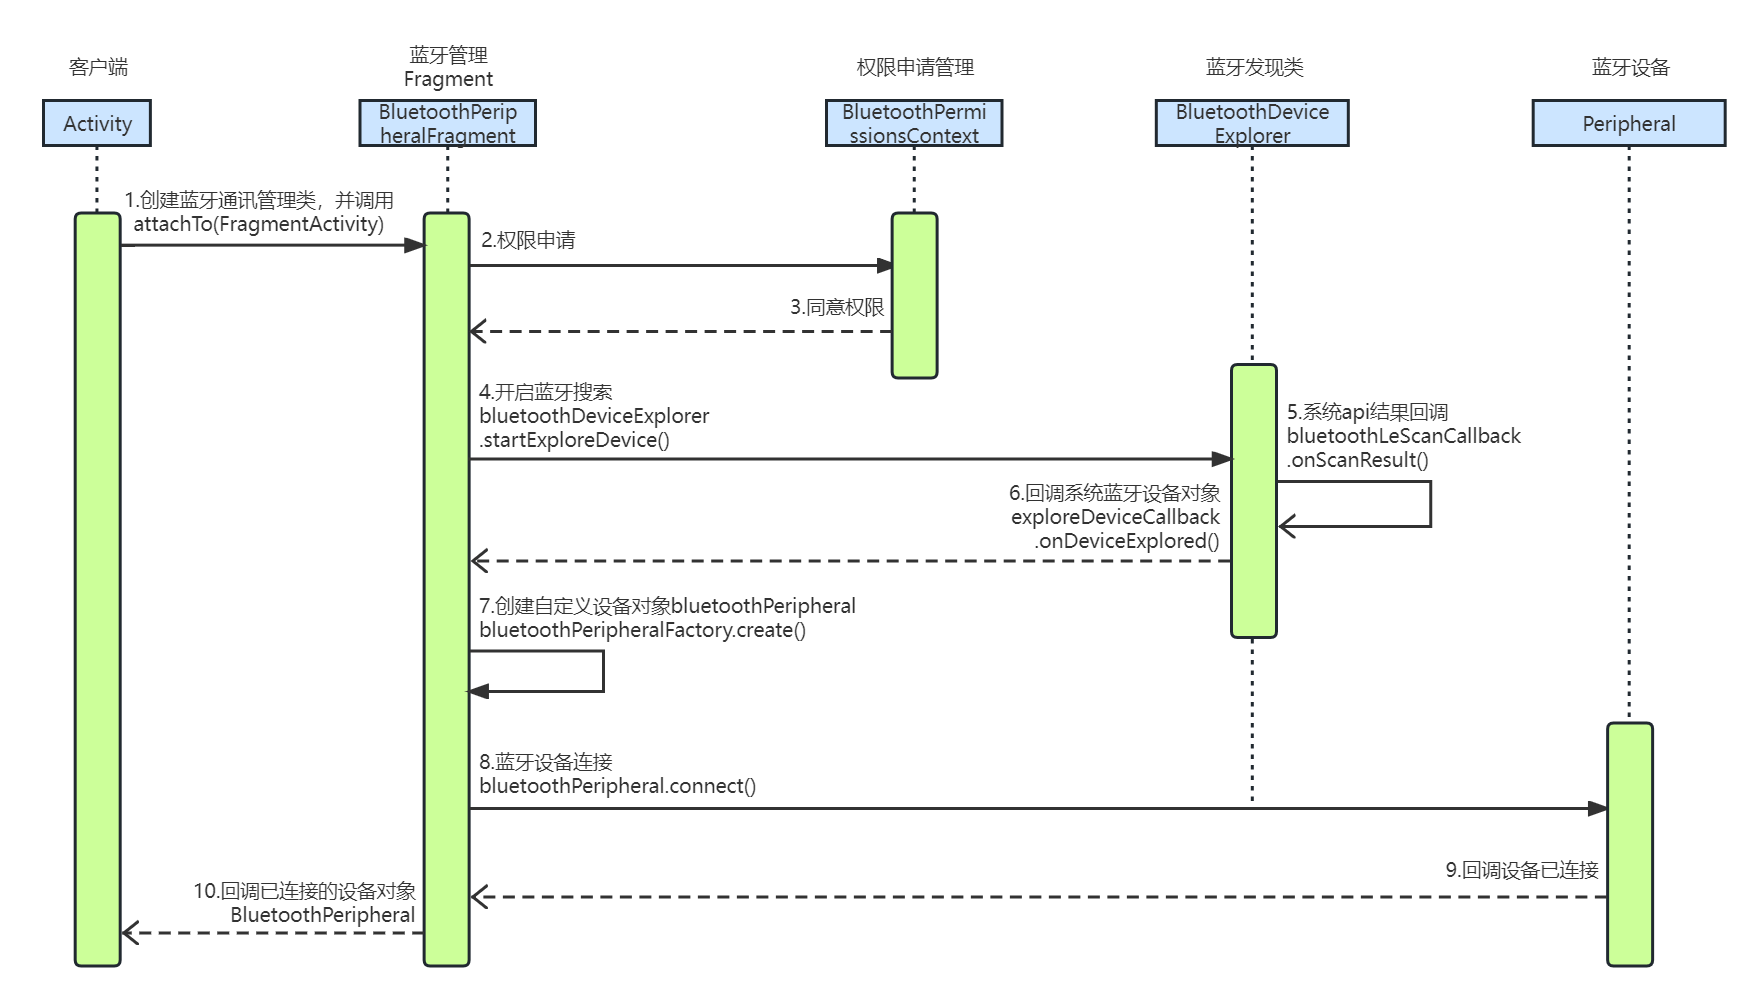 客户端
蓝牙管理
Fragment
权限申请管理
蓝牙发现类
蓝牙设备
Activity
BluetoothPerip
heralFragment
BluetoothPermi
ssionsContext
BluetoothDevice
Explorer
Peripheral
1.创建蓝牙通讯管理类，并调用
attachTo(FragmentActivity)
2.权限申请
3.同意权限
4.开启蓝牙搜索
bluetoothDeviceExplorer
.startExploreDevice()
5.系统api结果回调
bluetoothLeScanCallback
.onScanResult()
6.回调系统蓝牙设备对象
exploreDeviceCallback
.onDeviceExplored()
7.创建自定义设备对象bluetoothPeripheral
bluetoothPeripheralFactory.create()
8.蓝牙设备连接
bluetoothPeripheral.connect()
9.回调设备已连接
10.回调已连接的设备对象
BluetoothPeripheral